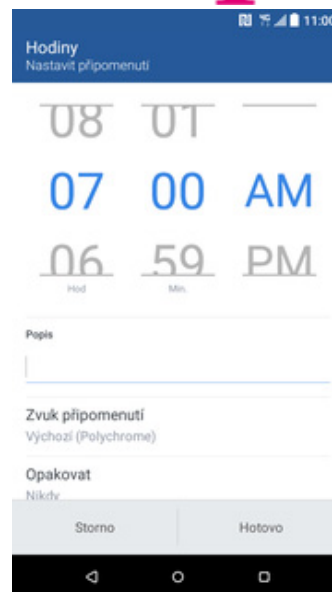 11:00
Hodiny
Nastavit připomenutí
08 01
07 00 AM
06 59 PM
Hod Min.
Popis
Zvuk připomenutí
Výchozí (Polychrome)
Opakovat
Nikdy
Storno Hotovo